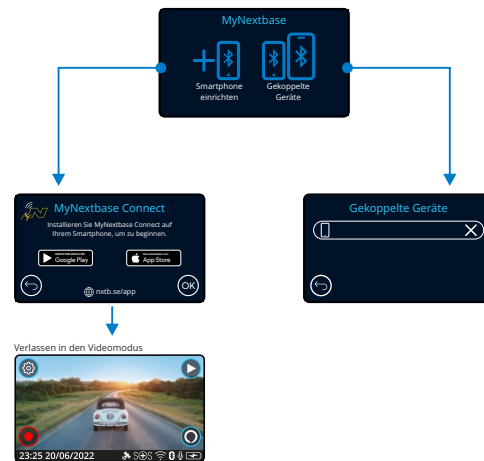 MyNextbase
Smartphone
einrichten
Gekoppelte
Geräte
MyNextbase Connect
Installieren Sie MyNextbase Connect auf
Ihrem Smartphone, um zu beginnen.
Google Play
App Store
OK
nxtb.se/app
Gekoppelte Geräte
Verlassen in den Videomodus
23:25 20/06/2022
SOS